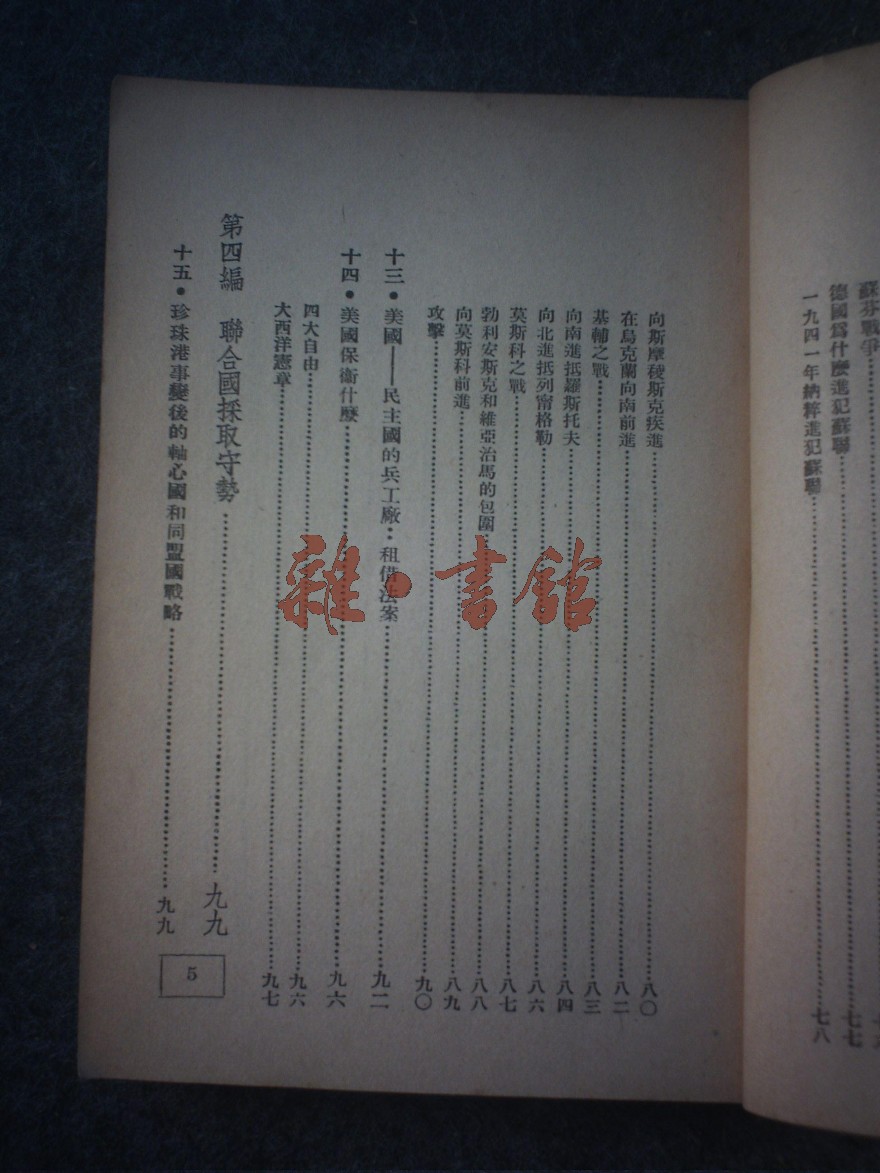 蘇芬戰爭
德國爲什麼進犯蘇聯 七七
一九四一年納粹進犯蘇聯 七八
向斯摩稜斯克疾進 八〇
在烏克蘭向南前進 八二
基輔之戰 八三
向南進抵羅斯托夫 八四
向北進抵列甯格勒 八六
莫斯科之戰 八七
勃利安斯克和維亞治馬的包圍 八八
向莫斯科前進 八九
攻擊 九〇
十三・美國——民主國的兵工廠：租借法案 九二
十四・美國保衞什麼 九六
四大自由 九六
大西洋憲章 九七
第四編 聯合國採取守勢 九九
十五・珍珠港事變後的軸心國和同盟國戰略 九九
5
雜・書館